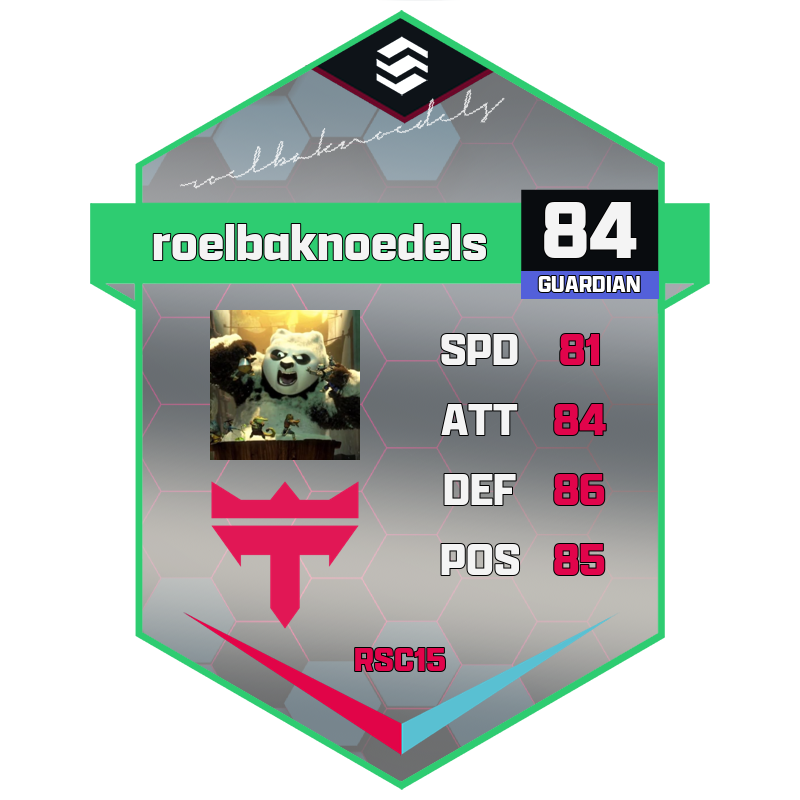 roelbaknoedels
roelbaknoedels 84
GUARDIAN
SPD 81
ATT 84
DEF 86
POS 85
RSC15